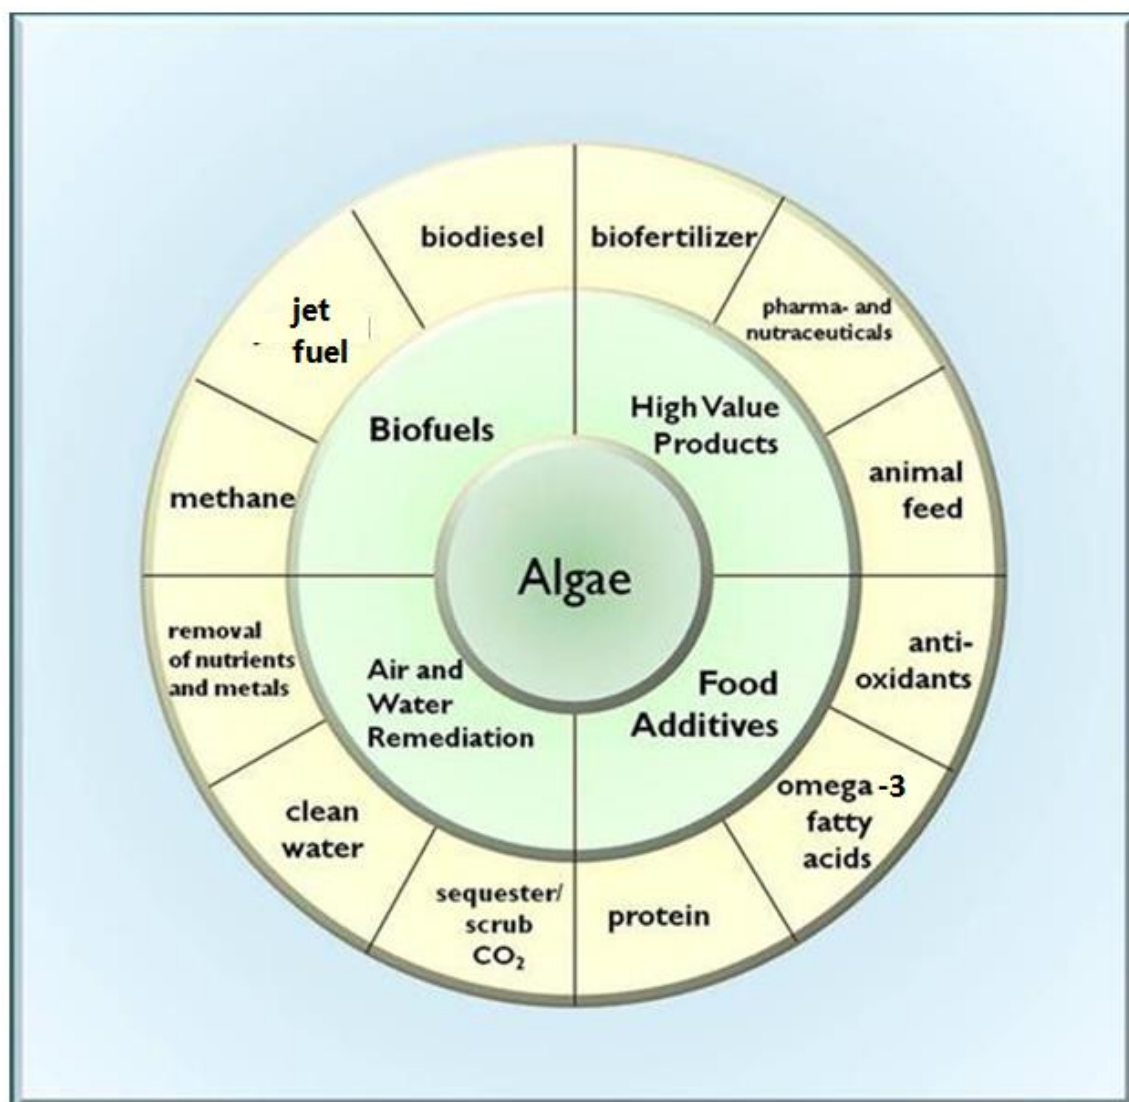 biodiesel
biofertilizer
jet
fuel
pharma- and
nutraceuticals
High Value
Products
Biofuels
animal
feed
methane
Algae
removal
of nutrients
and metals
Air and
Water
Remediation
Food
Additives
anti-
oxidants
omega -3
fatty
acids
clean
water
sequester/
scrub
CO₂
protein